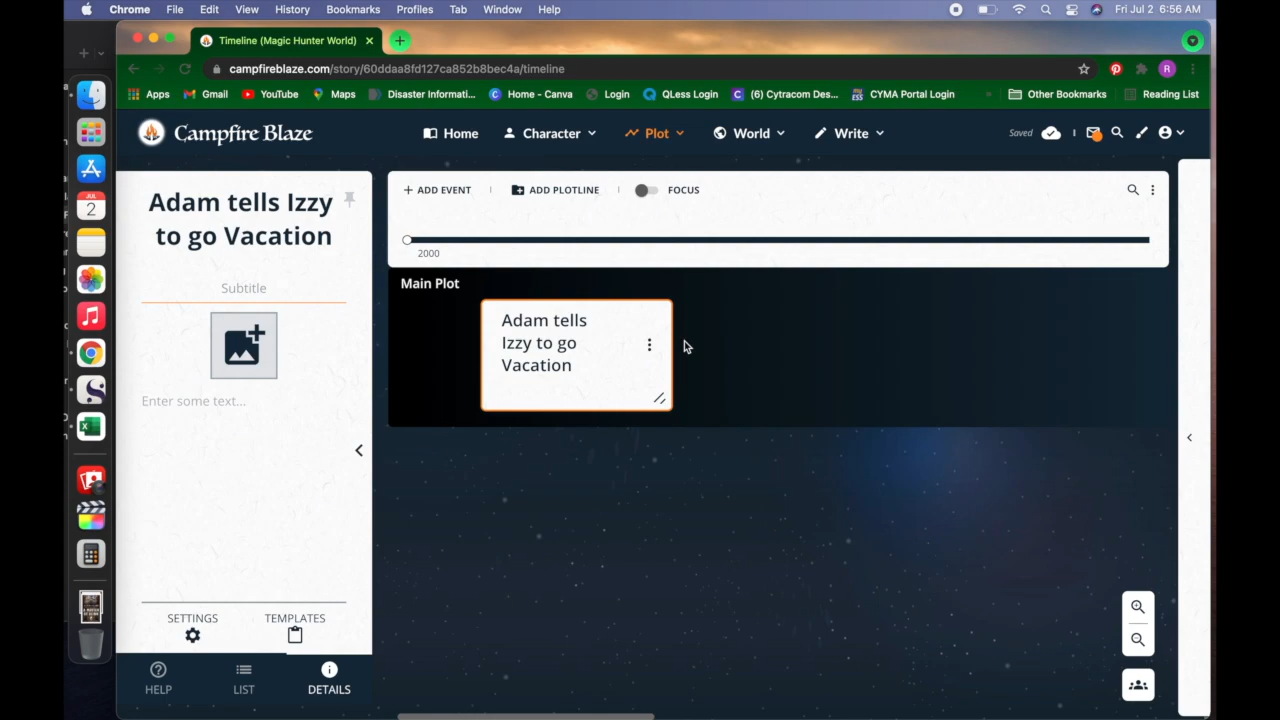 Chrome File Edit View History Bookmarks Profiles Tab Window Help Fri Jul 2 6:56 AM
Timeline (Magic Hunter World)
campfireblaze.com/story/60ddaa8fd127ca852b8bec4a/timeline R
Apps Gmail YouTube Maps Disaster Informati... Home - Canva Login QLess Login (6) Cytracom Des... CYMA Portal Login Other Bookmarks Reading List
Campfire Blaze Home Character Plot World Write Saved
JUL
2
Adam tells Izzy
to go Vacation
Subtitle
Enter some text...
SETTINGS TEMPLATES
HELP LIST DETAILS
+ ADD EVENT ADD PLOTLINE FOCUS
2000
Main Plot
Adam tells
Izzy to go
Vacation